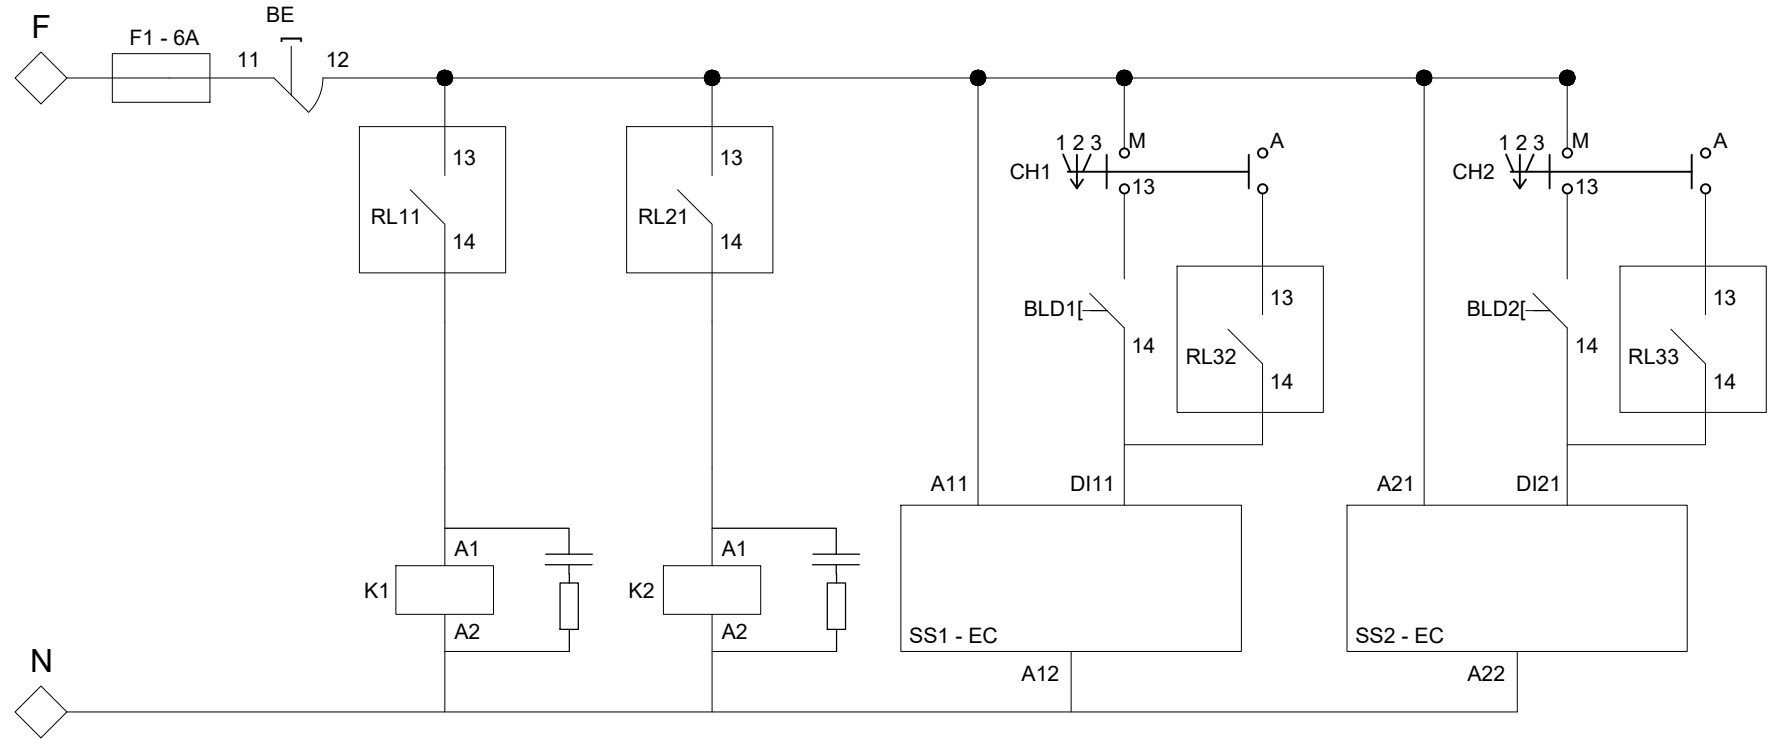 F
F1 - 6A
BE
11
12
13
RL11
14
13
RL21
14
1 2 3
M
A
CH1
13
BLD1[
14
13
RL32
14
1 2 3
M
A
CH2
13
BLD2[
14
13
RL33
14
A11
DI11
A21
DI21
A1
K1
A2
A1
K2
A2
SS1 - EC
A12
SS2 - EC
A22
N